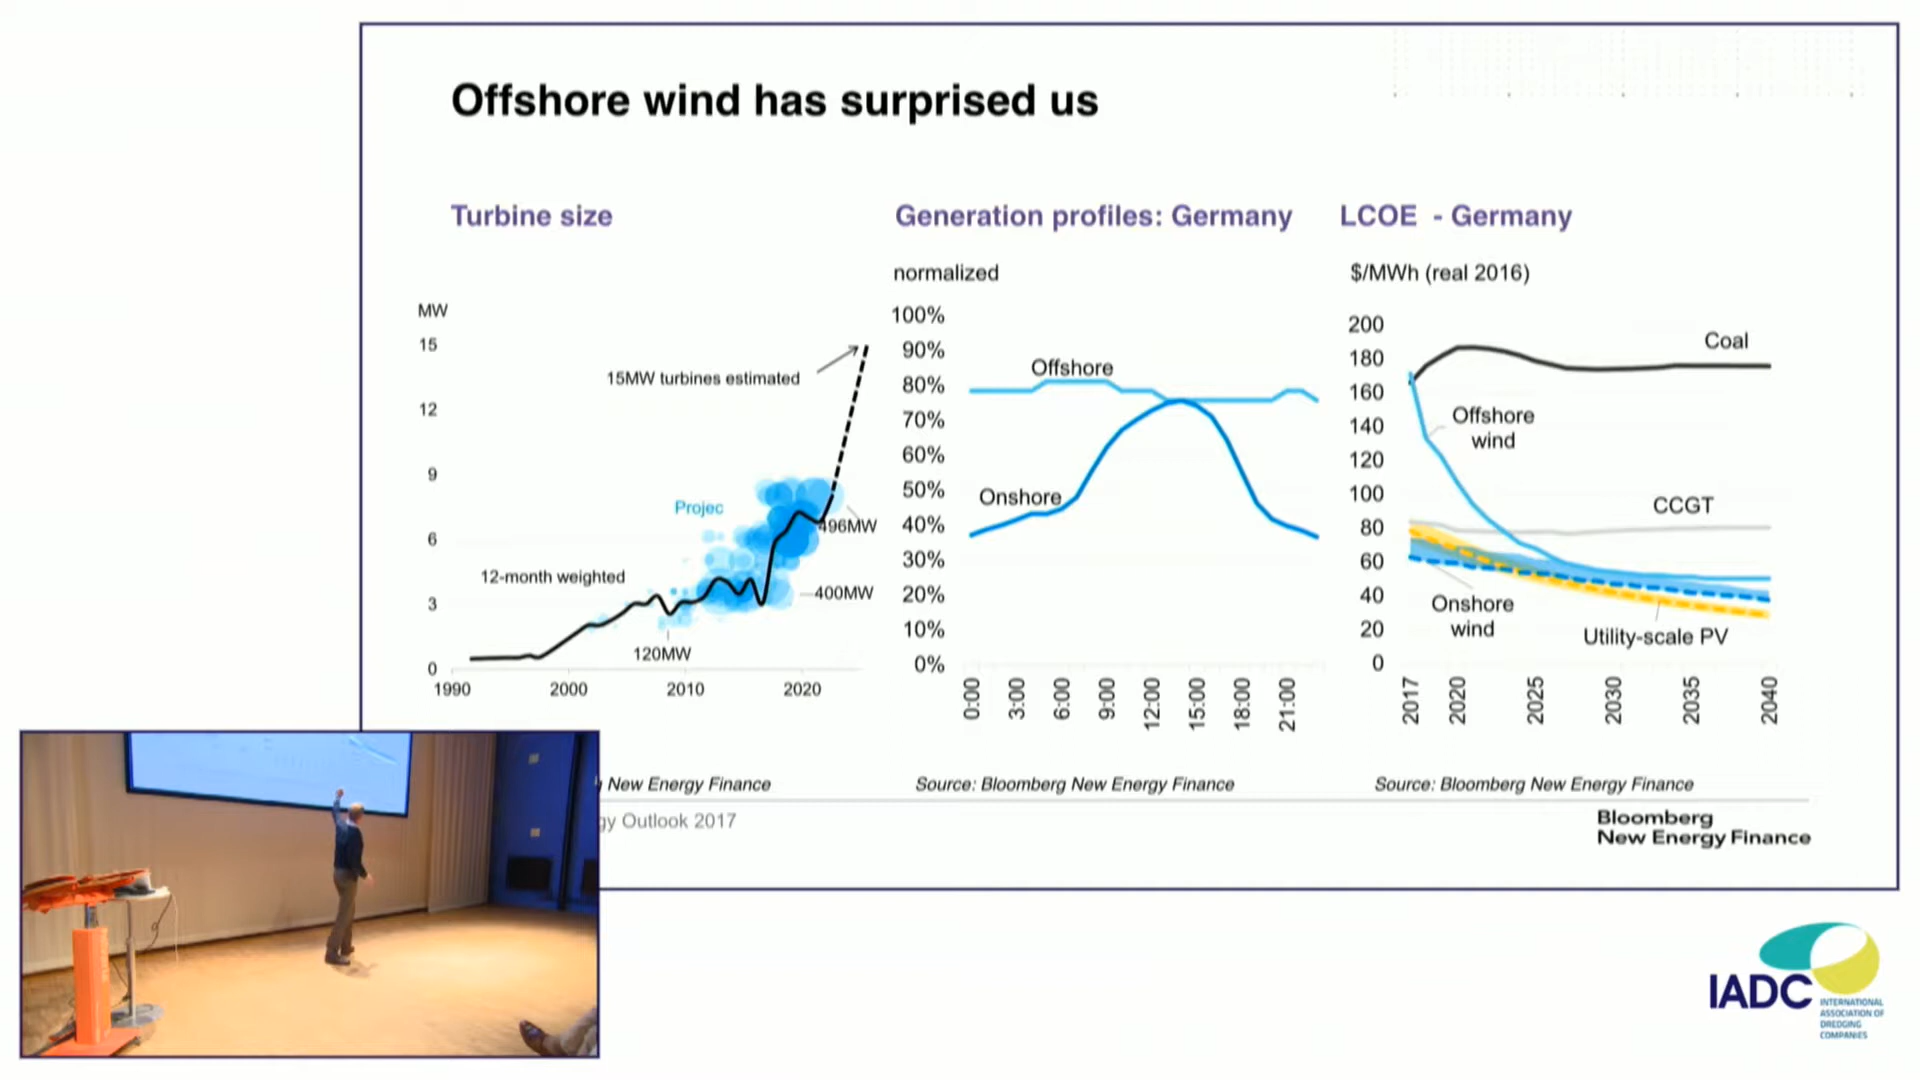 Offshore wind has surprised us
Turbine size
MW
15
12
9
6
3
0
15MW turbines estimated
Projec
496MW
12-month weighted
400MW
120MW
1990
2000
2010
2020
New Energy Finance
Generation profiles: Germany
normalized
100%
90%
80%
70%
60%
50%
40%
30%
20%
10%
0%
Offshore
Onshore
0:00
3:00
6:00
9:00
12:00
15:00
18:00
21:00
Source: Bloomberg New Energy Finance
LCOE - Germany
$/MWh (real 2016)
200
180
160
140
120
100
80
60
40
20
0
Coal
Offshore
wind
CCGT
Onshore
wind
Utility-scale PV
2017
2020
2025
2030
2035
2040
Source: Bloomberg New Energy Finance
gy Outlook 2017
Bloomberg
New Energy Finance
IADC
INTERNATIONAL
ASSOCIATION OF
DREDGING
COMPANIES